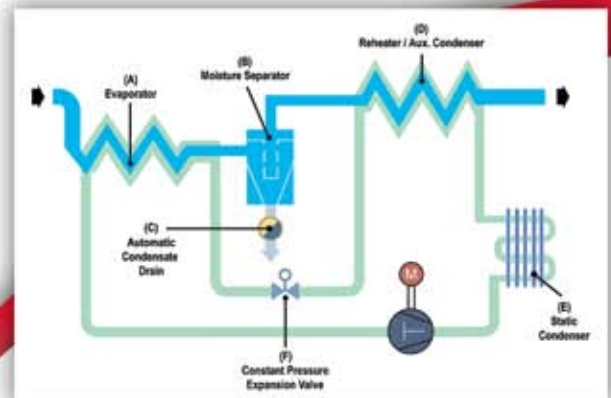 (A)
Evaporator
(B)
Moisture Separator
(D)
Reheater / Aux. Condenser
(C)
Automatic
Condensate
Drain
M
(E)
Static
Condenser
(F)
Constant Pressure
Expansion Valve